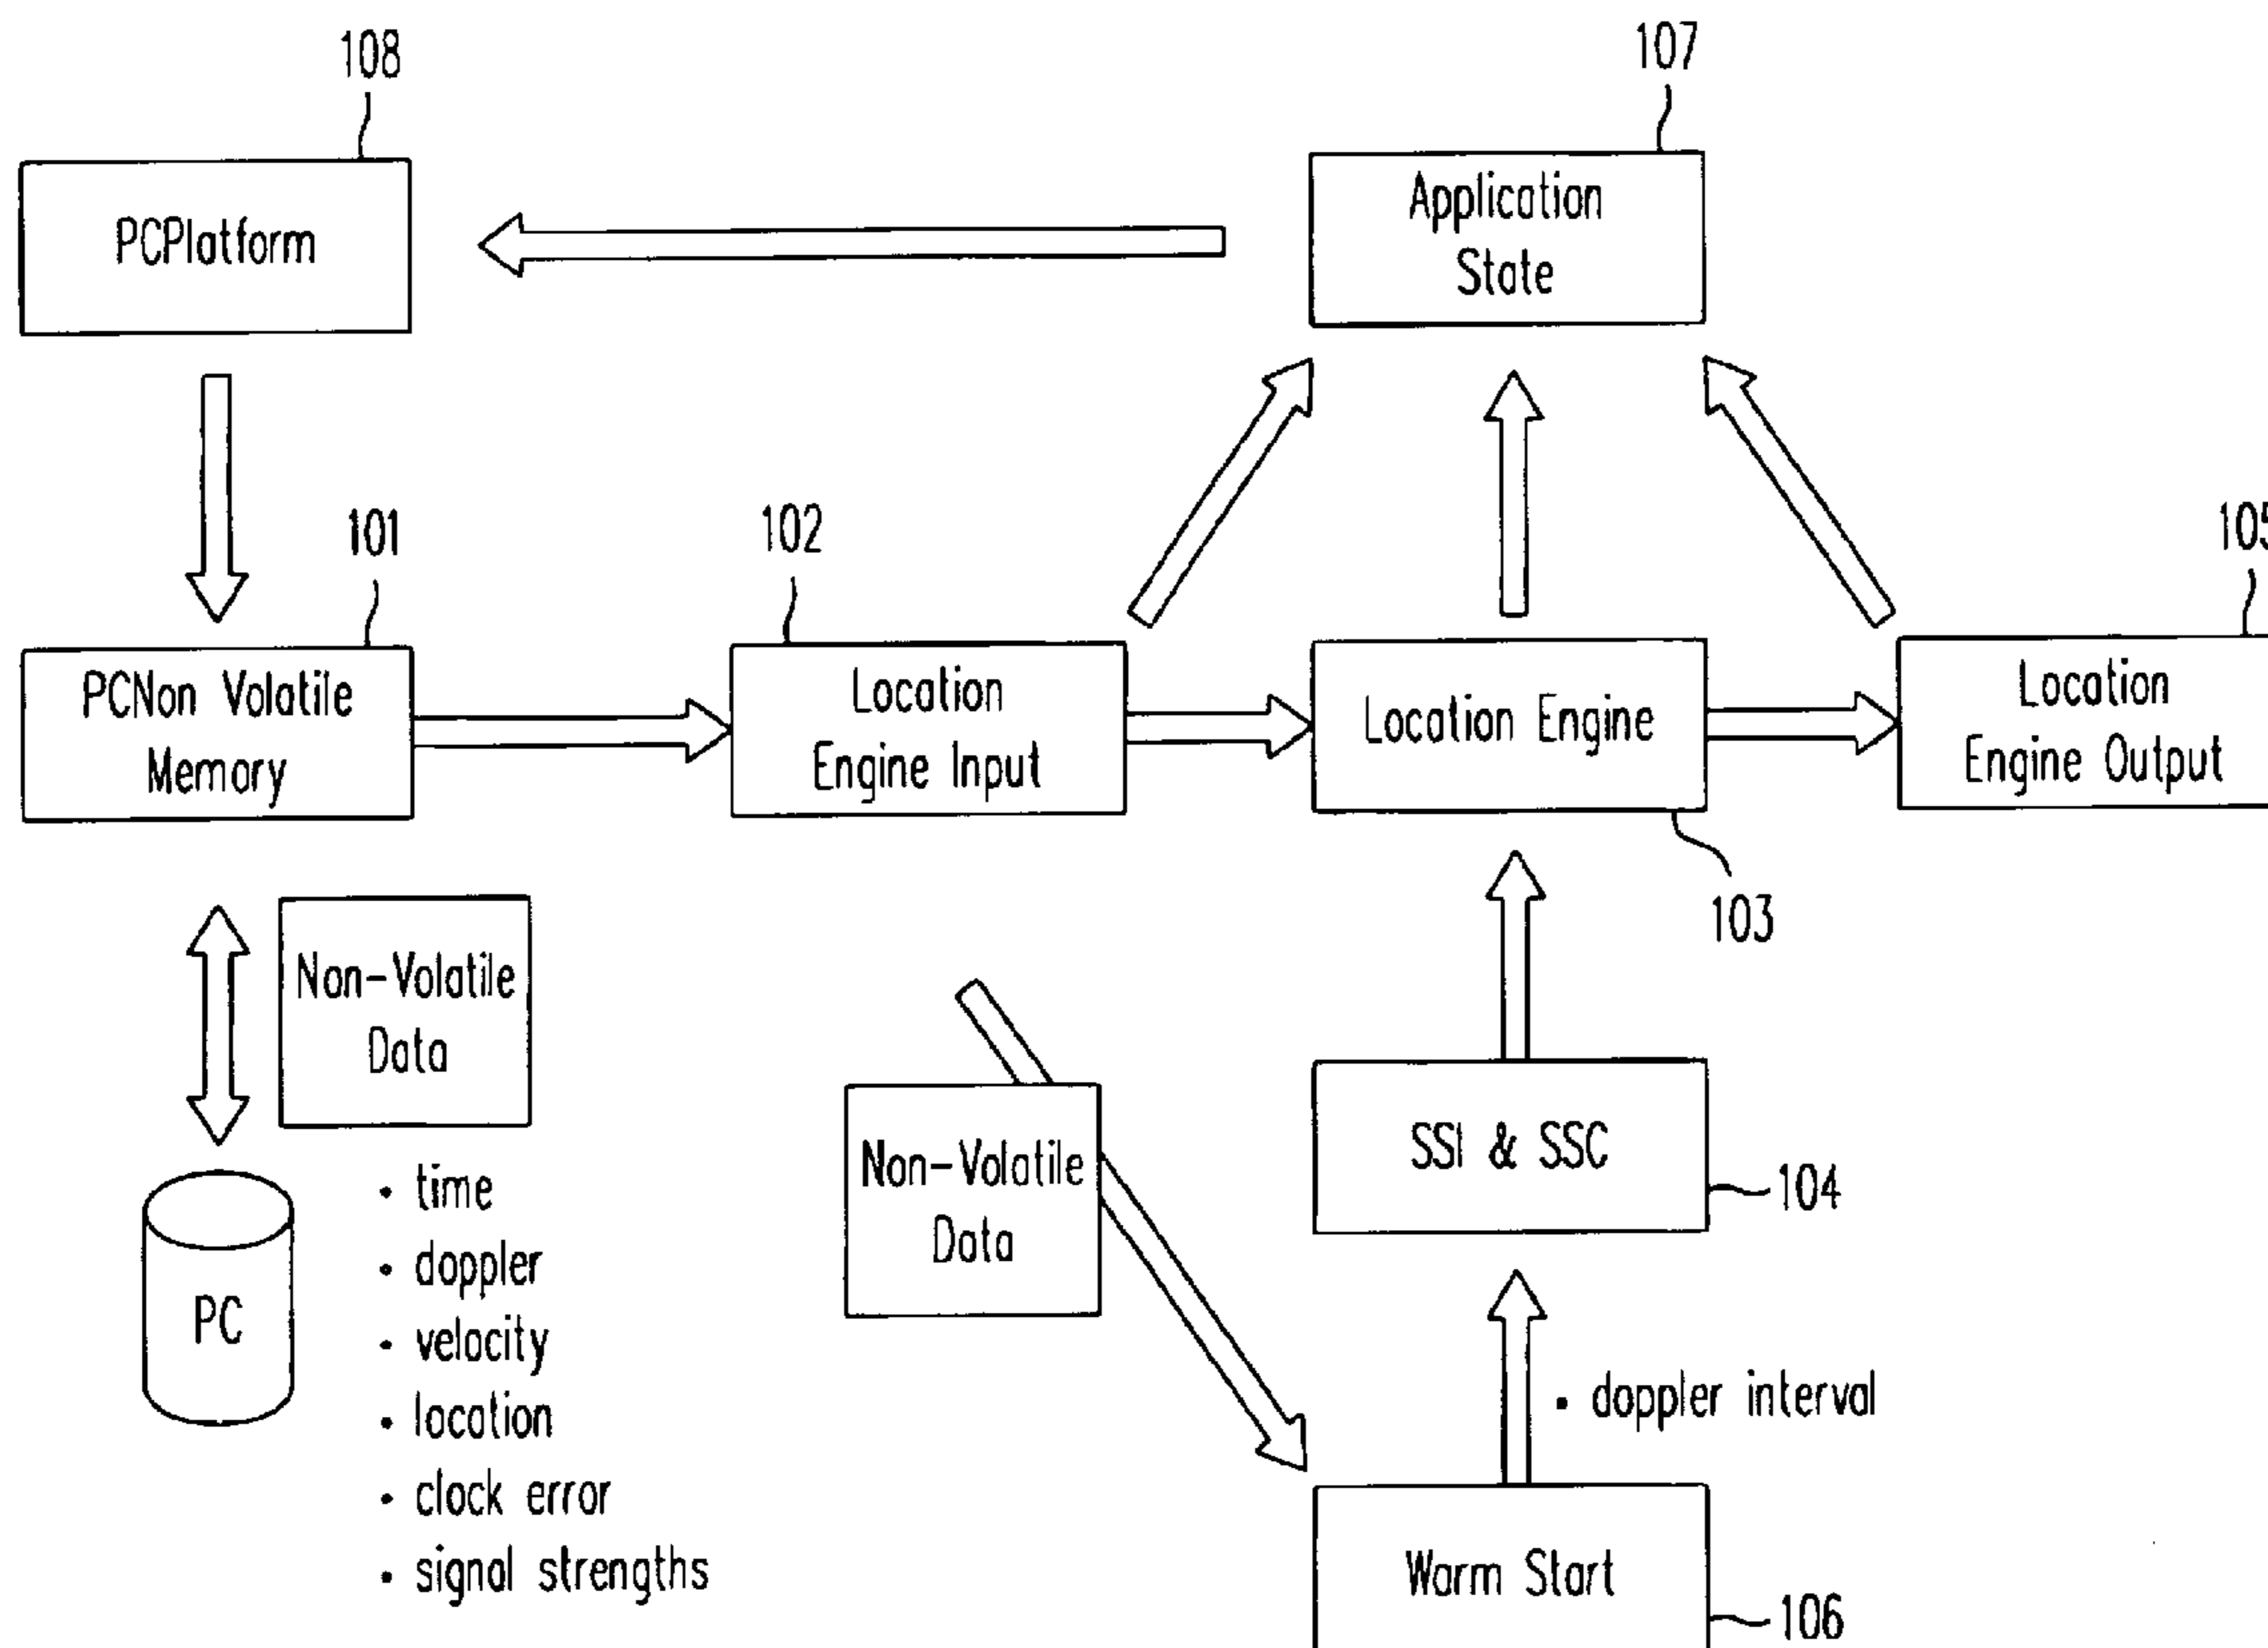 108
107
PCPlatform
Application
State
101
102
105
PCNon Volatile
Memory
Location
Engine Input
Location Engine
Location
Engine Output
103
Non-Volatile
Data
Non-Volatile
Data
SSI & SSC
104
PC
• time
• doppler
• velocity
• location
• clock error
• signal strengths
• doppler interval
Warm Start
106